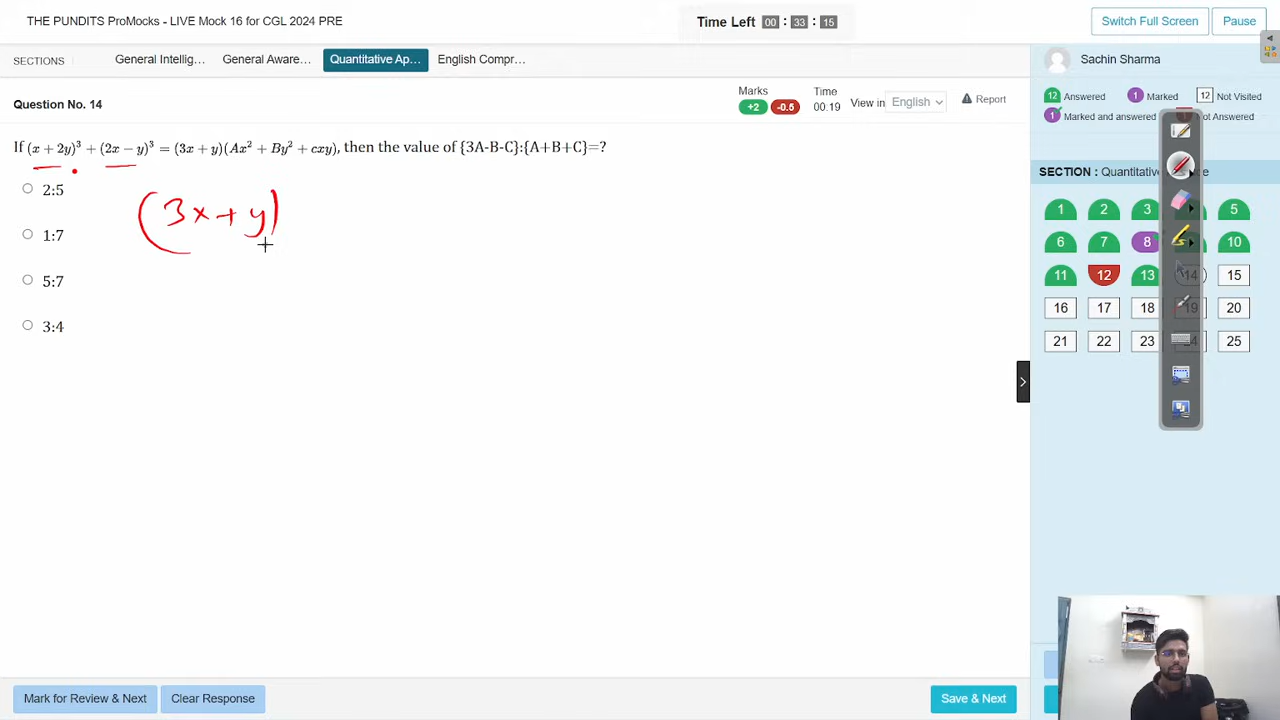 THE PUNDITS ProMocks - LIVE Mock 16 for CGL 2024 PRE
Time Left 00 : 33 : 15
Switch Full Screen
Pause
SECTIONS
General Intellig...
General Aware...
Quantitative Ap...
English Compr...
Sachin Sharma
Question No. 14
Marks
+2 -0.5
Time
00:19
View in English
Report
12 Answered
1 Marked
12 Not Visited
1 Marked and answered
1 Not Answered
If (x + 2y)³ + (2x − y)³ = (3x + y)(Ax² + By² + cxy), then the value of {3A-B-C}:{A+B+C}=?
2:5
1:7
5:7
3:4
(3x + y)
SECTION : Quantitative
1 2 3 5
6 7 8 10
11 12 13 14 15
16 17 18 19 20
21 22 23 24 25
Mark for Review & Next
Clear Response
Save & Next